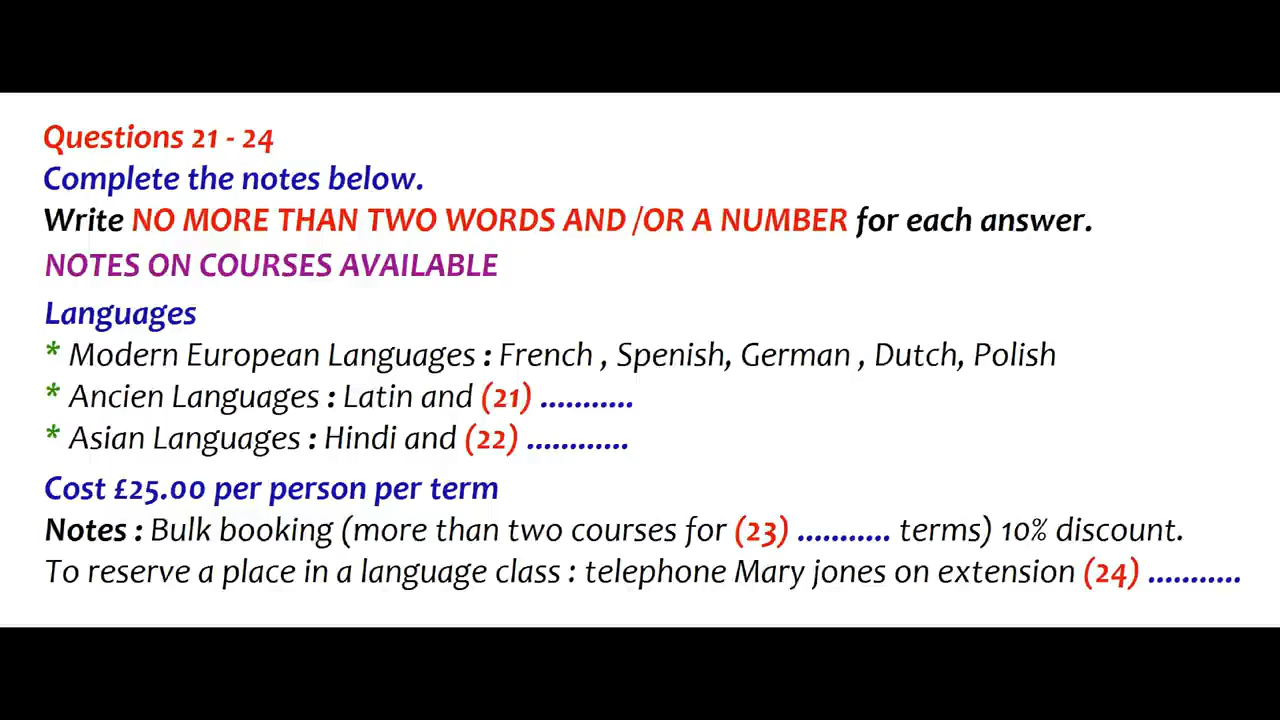 Questions 21 - 24
Complete the notes below.
Write NO MORE THAN TWO WORDS AND /OR A NUMBER for each answer.
NOTES ON COURSES AVAILABLE
Languages
* Modern European Languages : French , Spenish, German , Dutch, Polish
* Ancien Languages : Latin and (21) ...........
* Asian Languages : Hindi and (22) ............
Cost £25.00 per person per term
Notes : Bulk booking (more than two courses for (23) ........... terms) 10% discount.
To reserve a place in a language class : telephone Mary jones on extension (24) ...........